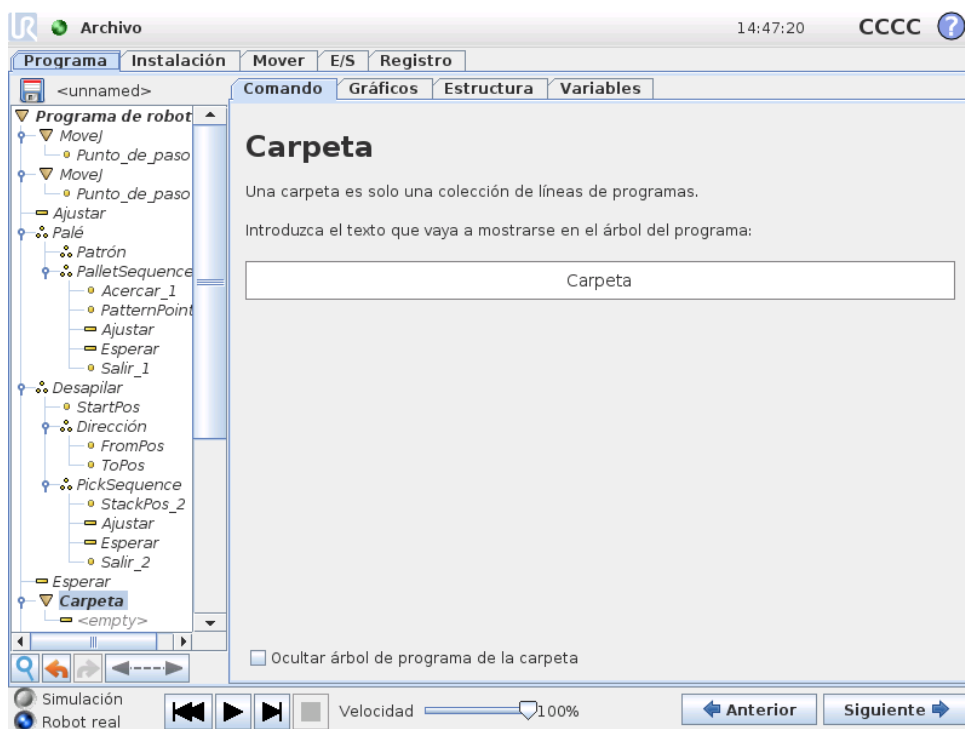 UR Archivo 14:47:20 CCCC ?
Programa Instalación Mover E/S Registro
<unnamed>
Comando Gráficos Estructura Variables
Programa de robot
MoveJ
Punto_de_paso
MoveJ
Punto_de_paso
Ajustar
Palé
Patrón
PalletSequence
Acercar_1
PatternPoint
Ajustar
Esperar
Salir_1
Desapilar
StartPos
Dirección
FromPos
ToPos
PickSequence
StackPos_2
Ajustar
Esperar
Salir_2
Esperar
Carpeta
<empty>
Carpeta
Una carpeta es solo una colección de líneas de programas.
Introduzca el texto que vaya a mostrarse en el árbol del programa:
Carpeta
Ocultar árbol de programa de la carpeta
Simulación
Robot real
Velocidad 100%
Anterior Siguiente